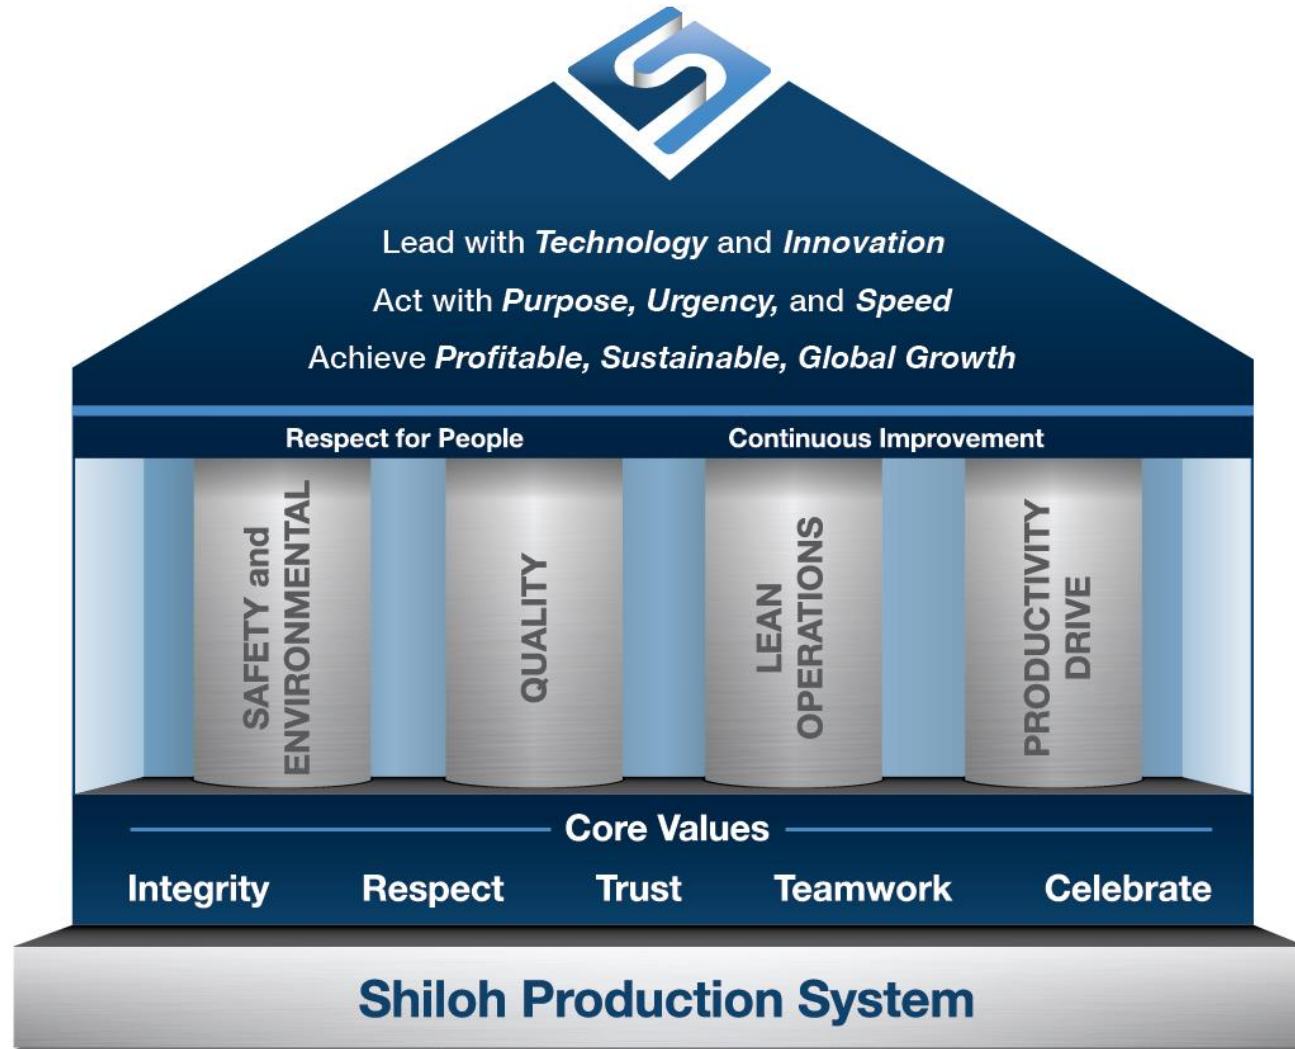 Lead with Technology and Innovation
Act with Purpose, Urgency, and Speed
Achieve Profitable, Sustainable, Global Growth
Respect for People
Continuous Improvement
SAFETY and
ENVIRONMENTAL
QUALITY
LEAN
OPERATIONS
PRODUCTIVITY
DRIVE
Core Values
Integrity Respect Trust Teamwork Celebrate
Shiloh Production System